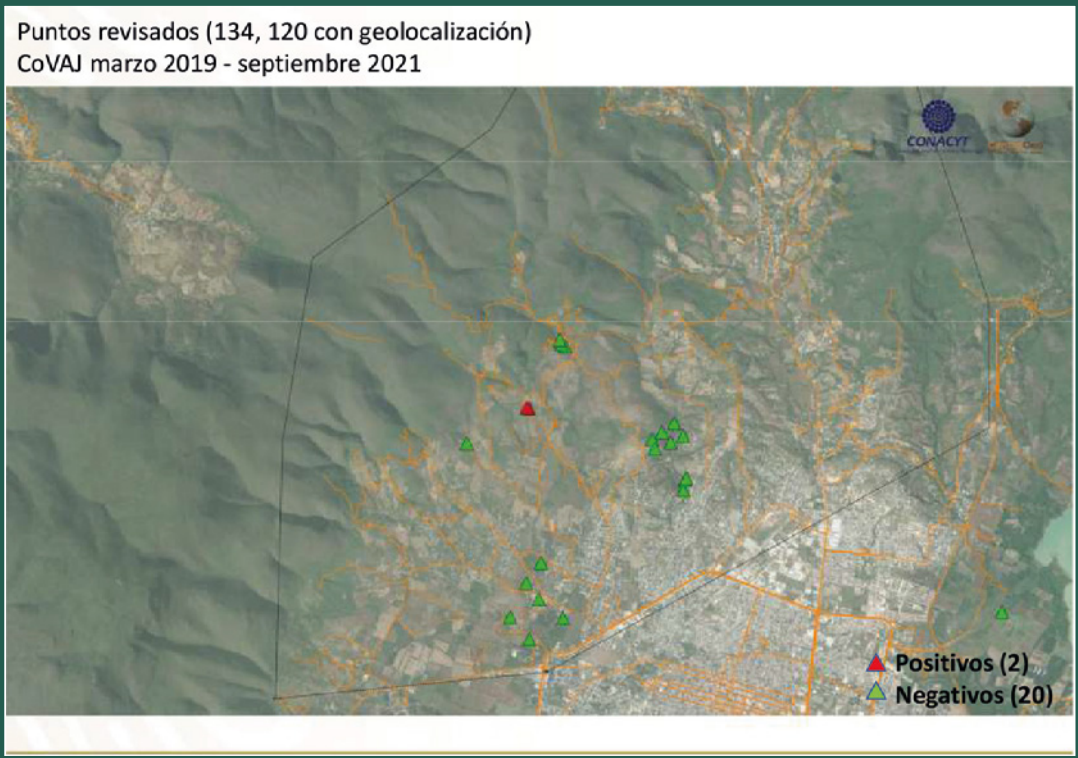 Puntos revisados (134, 120 con geolocalización)
CoVAJ marzo 2019 - septiembre 2021
CONACYT
Positivos (2)
Negativos (20)